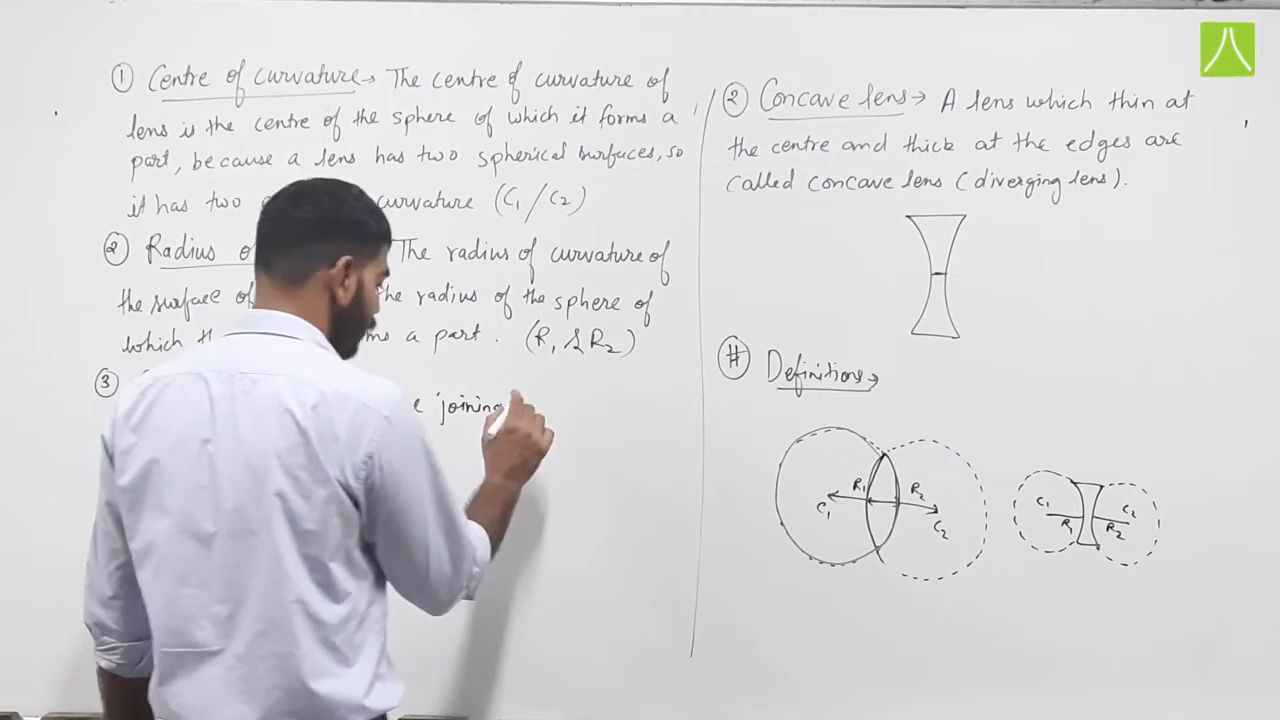 ① Centre of curvature → The centre of curvature of
lens is the centre of the sphere of which it forms a
part, because a lens has two spherical surfaces, so
it has two curvature (C1/C2)
② Radius of The radius of curvature of
the surface of the radius of the sphere of
which a part. (R1 & R2)
③
joining
② Concave lens → A lens which thin at
the centre and thick at the edges are
called concave lens (diverging lens).
# Definitions →
R1 R2
C1 C2
C1 C2
R1 R2